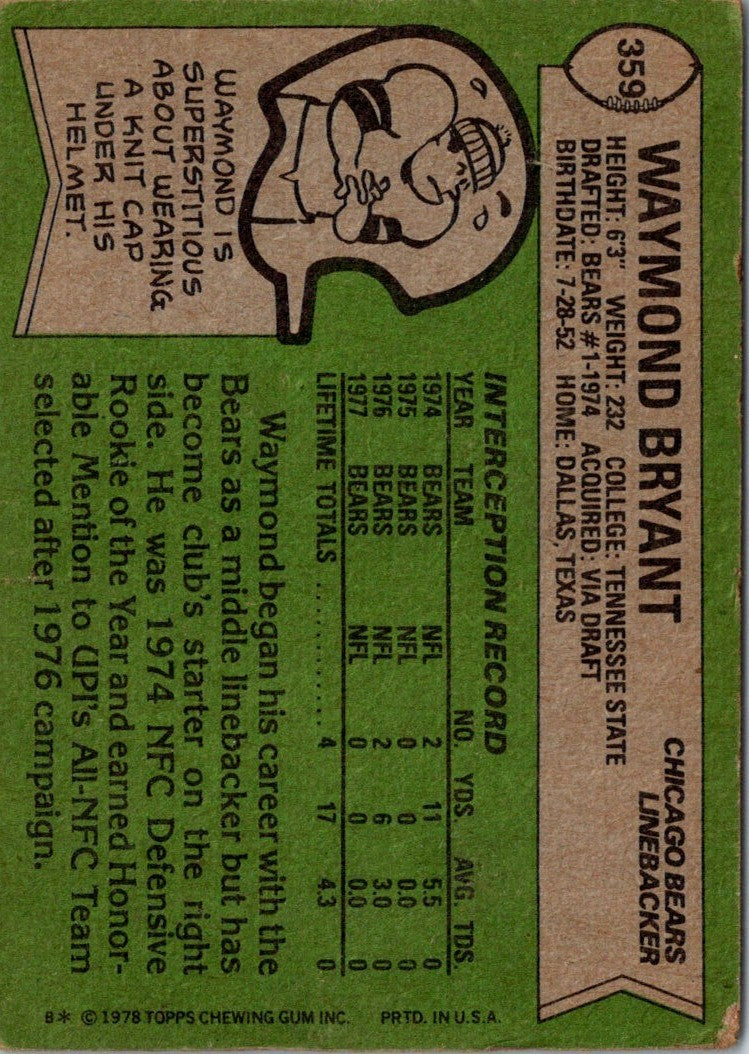 359
WAYMOND BRYANT
CHICAGO BEARS
LINEBACKER
HEIGHT: 6'3" WEIGHT: 232 COLLEGE: TENNESSEE STATE
DRAFTED: BEARS #1-1974 ACQUIRED: VIA DRAFT
BIRTHDATE: 7-28-52 HOME: DALLAS, TEXAS
WAYMOND IS
SUPERSTITIOUS
ABOUT WEARING
A KNIT CAP
UNDER HIS
HELMET.
INTERCEPTION RECORD
YEAR TEAM NO. YDS. AVG. TDS.
1974 BEARS NFL 2 11 5.5 0
1975 BEARS NFL 0 0 0.0 0
1976 BEARS NFL 2 6 3.0 0
1977 BEARS NFL 0 0 0.0 0
LIFETIME TOTALS .......... 4 17 4.3 0
Waymond began his career with the
Bears as a middle linebacker but has
become club's starter on the right
side. He was 1974 NFC Defensive
Rookie of the Year and earned Honor-
able Mention to UPI's All-NFC Team
selected after 1976 campaign.
B* © 1978 TOPPS CHEWING GUM INC. PRTD. IN U.S.A.